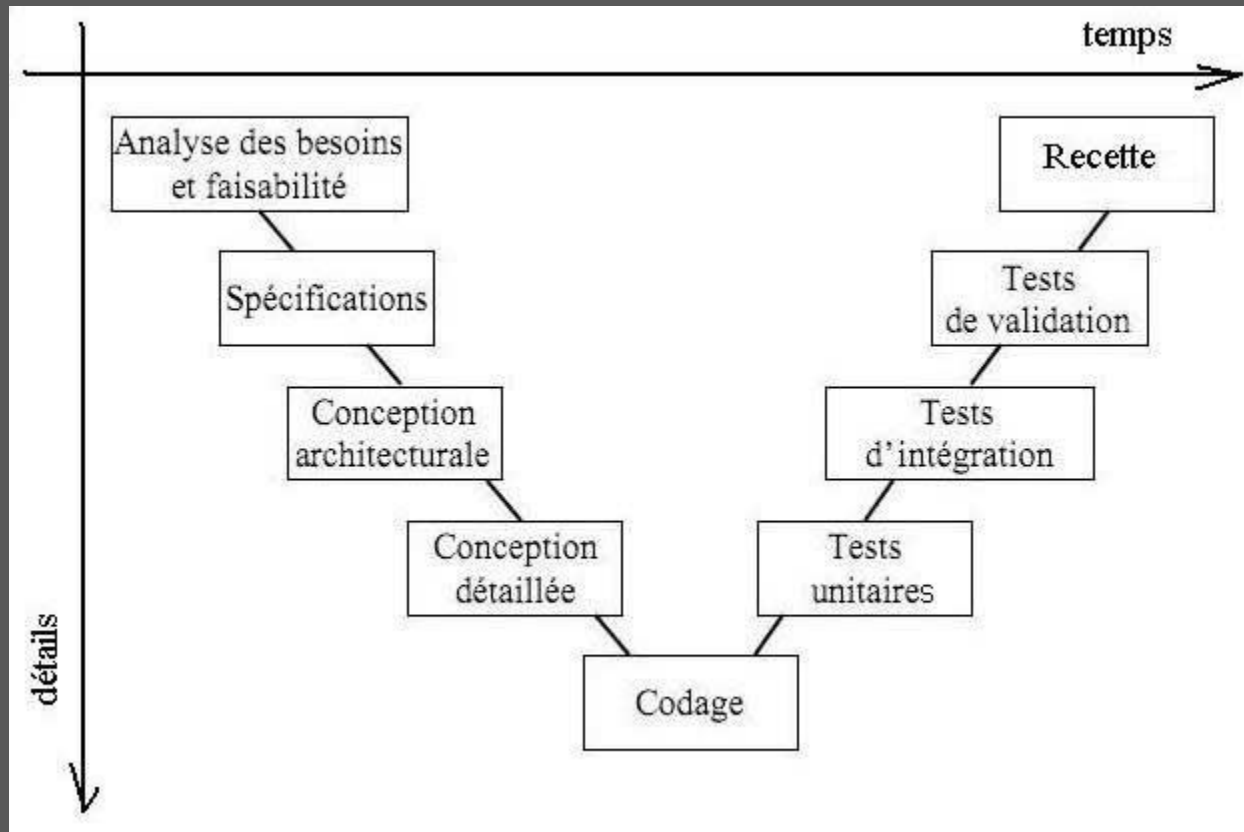 temps
Analyse des besoins
et faisabilité
Recette
Spécifications
Tests
de validation
Conception
architecturale
Tests
d'intégration
Conception
détaillée
Tests
unitaires
détails
Codage